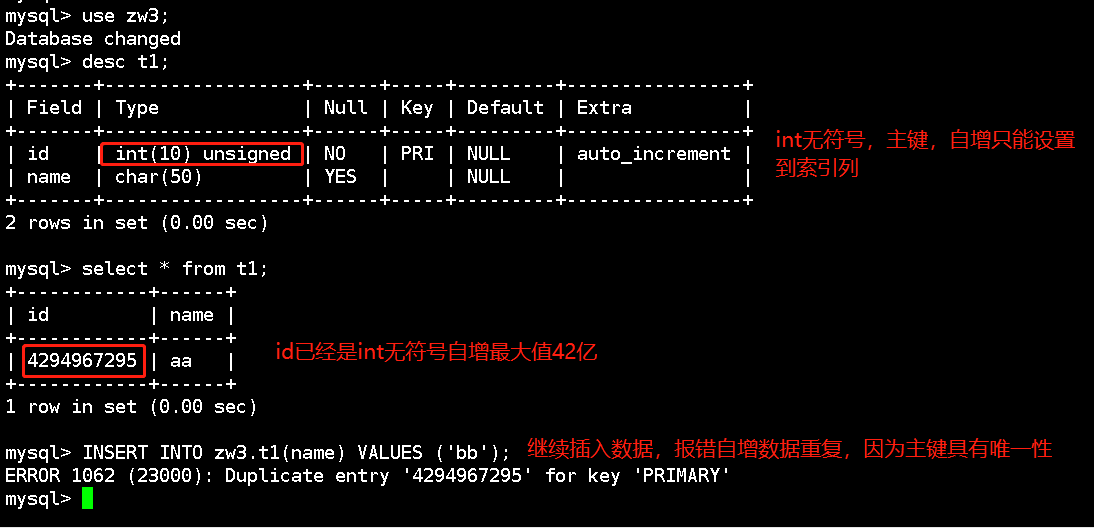 mysql> use zw3;
Database changed
mysql> desc t1;
+-------+------------------+------+-----+---------+----------------+
| Field | Type             | Null | Key | Default | Extra          |
+-------+------------------+------+-----+---------+----------------+
| id    | int(10) unsigned | NO   | PRI | NULL    | auto_increment |
int无符号，主键，自增只能设置
到索引列
| name  | char(50)         | YES  |     | NULL    |                |
+-------+------------------+------+-----+---------+----------------+
2 rows in set (0.00 sec)
mysql> select * from t1;
+------------+------+
| id         | name |
+------------+------+
| 4294967295 | aa   |
id已经是int无符号自增最大值42亿
+------------+------+
1 row in set (0.00 sec)
mysql> INSERT INTO zw3.t1(name) VALUES ('bb');
继续插入数据，报错自增数据重复，因为主键具有唯一性
ERROR 1062 (23000): Duplicate entry '4294967295' for key 'PRIMARY'
mysql>